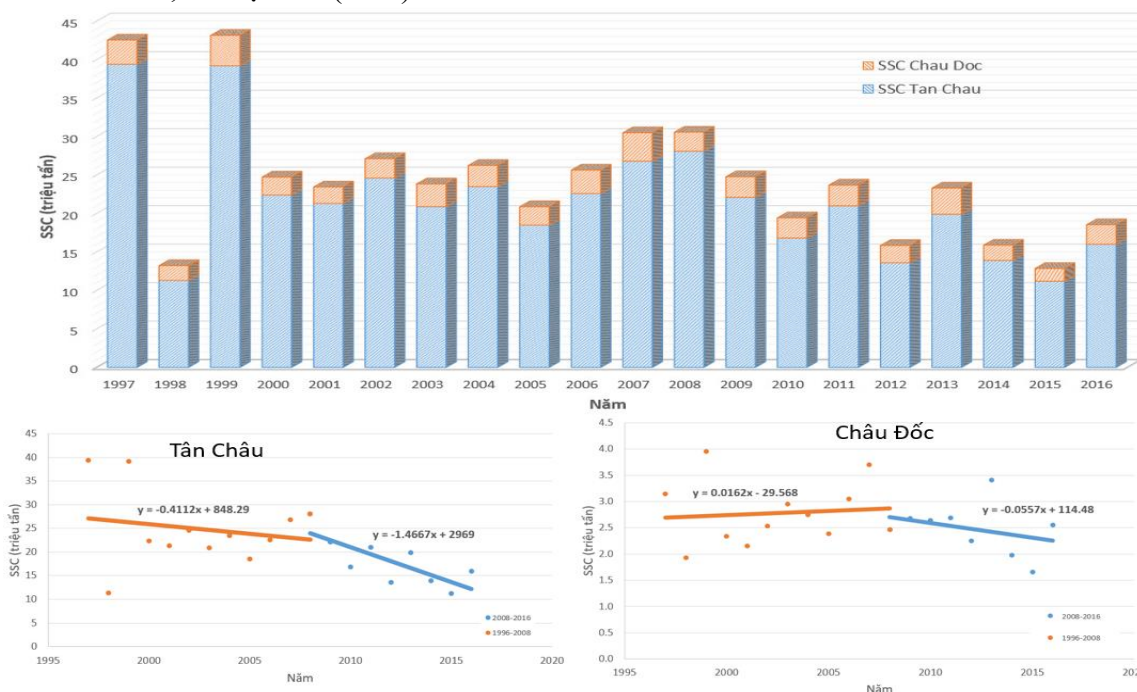 45
40
35
30
25
20
15
10
5
0
SSC (triệu tấn)
SSC Chau Doc
SSC Tan Chau
1997 1998 1999 2000 2001 2002 2003 2004 2005 2006 2007 2008 2009 2010 2011 2012 2013 2014 2015 2016
Năm
Tân Châu
45
40
35
30
25
20
15
10
5
0
SSC (triệu tấn)
y = -0.4112x + 848.29
y = -1.4667x + 2969
2008-2016
1996-2008
1995 2000 2005 2010 2015 2020
Năm
Châu Đốc
4.5
4.0
3.5
3.0
2.5
2.0
1.5
1.0
0.5
0.0
SSC (triệu tấn)
y = 0.0162x - 29.568
y = -0.0557x + 114.48
2008-2016
1996-2008
1995 2000 2005 2010 2015
Năm